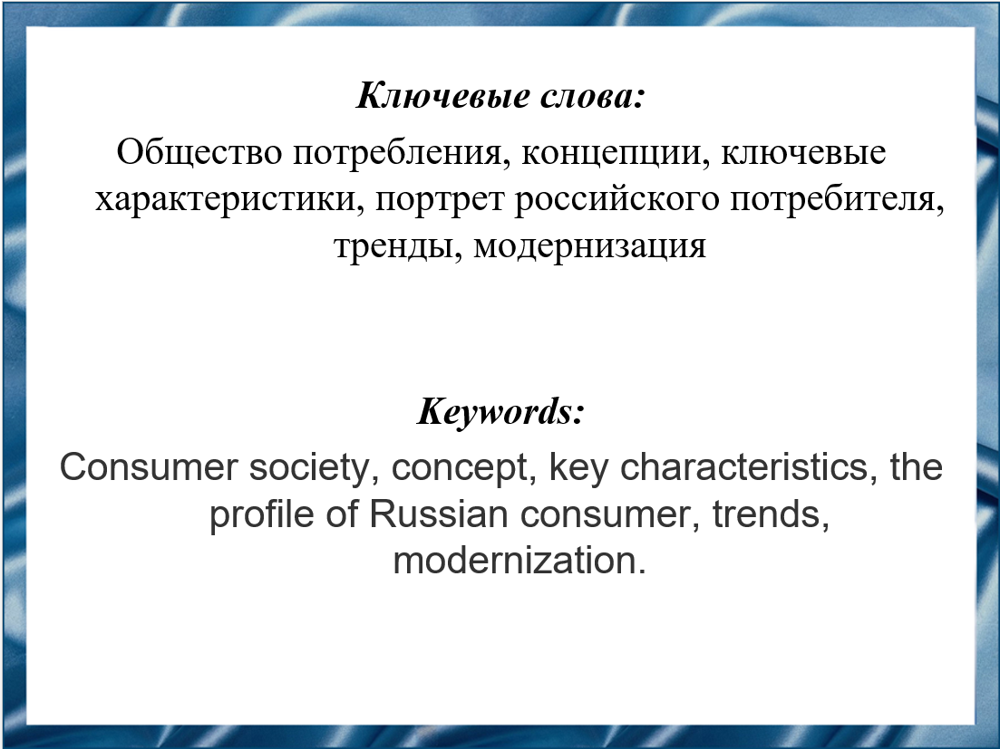 Ключевые слова:
Общество потребления, концепции, ключевые
характеристики, портрет российского потребителя,
тренды, модернизация
Keywords:
Consumer society, concept, key characteristics, the
profile of Russian consumer, trends,
modernization.